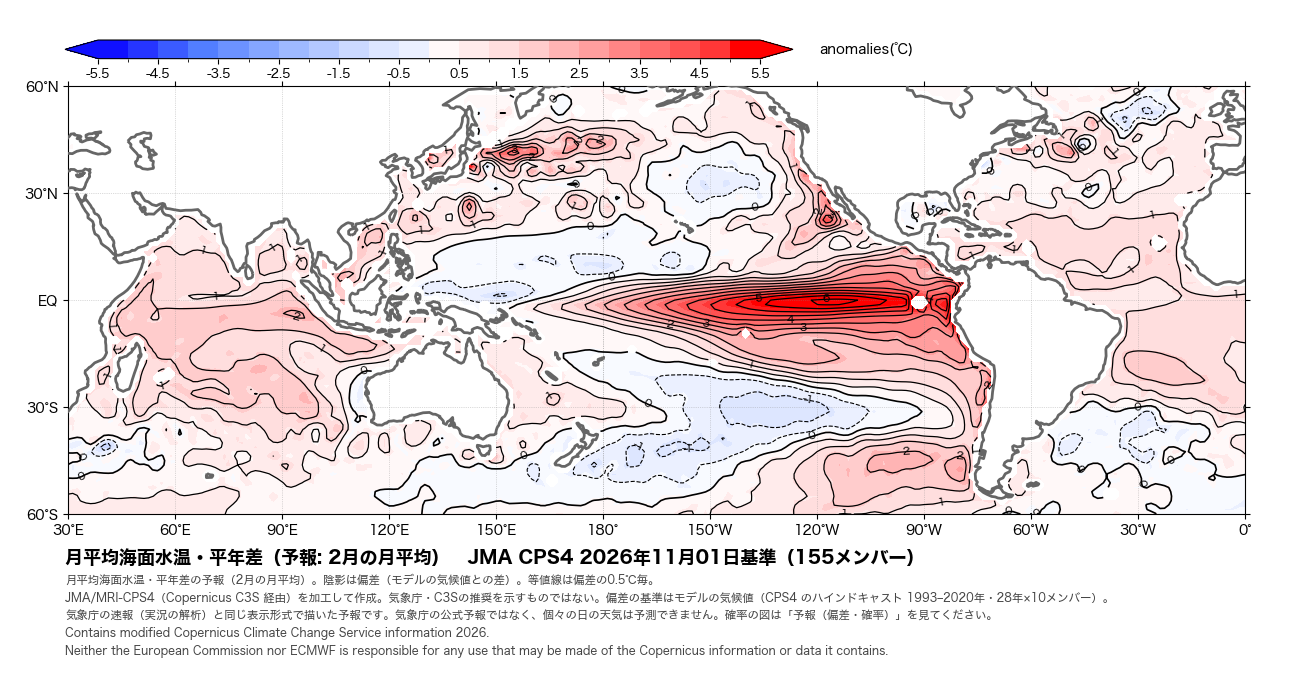 anomalies(℃)
-5.5 -4.5 -3.5 -2.5 -1.5 -0.5 0.5 1.5 2.5 3.5 4.5 5.5
60°N
30°N
EQ
30°S
60°S
30°E 60°E 90°E 120°E 150°E 180° 150°W 120°W 90°W 60°W 30°W 0°
月平均海面水温・平年差（予報: 2月の月平均） JMA CPS4 2026年11月01日基準（155メンバー）
月平均海面水温・平年差の予報（2月の月平均）。陰影は偏差（モデルの気候値との差）。等値線は偏差の0.5℃毎。
JMA/MRI-CPS4（Copernicus C3S 経由）を加工して作成。気象庁・C3Sの推奨を示すものではない。偏差の基準はモデルの気候値（CPS4 のハインドキャスト 1993–2020年・28年×10メンバー）。
気象庁の速報（実況の解析）と同じ表示形式で描いた予報です。気象庁の公式予報ではなく、個々の日の天気は予測できません。確率の図は「予報（偏差・確率）」を見てください。
Contains modified Copernicus Climate Change Service information 2026.
Neither the European Commission nor ECMWF is responsible for any use that may be made of the Copernicus information or data it contains.